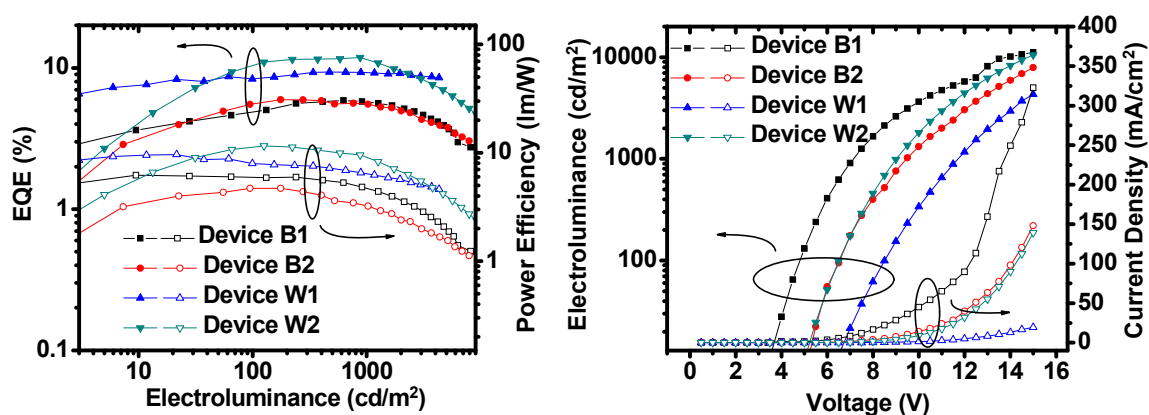 EQE (%)
10
1
0.1
10
100
1000
Electroluminance (cd/m²)
100
10
1
Power Efficiency (lm/W)
Device B1
Device B2
Device W1
Device W2
Electroluminance (cd/m²)
10000
1000
100
0 2 4 6 8 10 12 14 16
Voltage (V)
400
350
300
250
200
150
100
50
0
Current Density (mA/cm²)
Device B1
Device B2
Device W1
Device W2